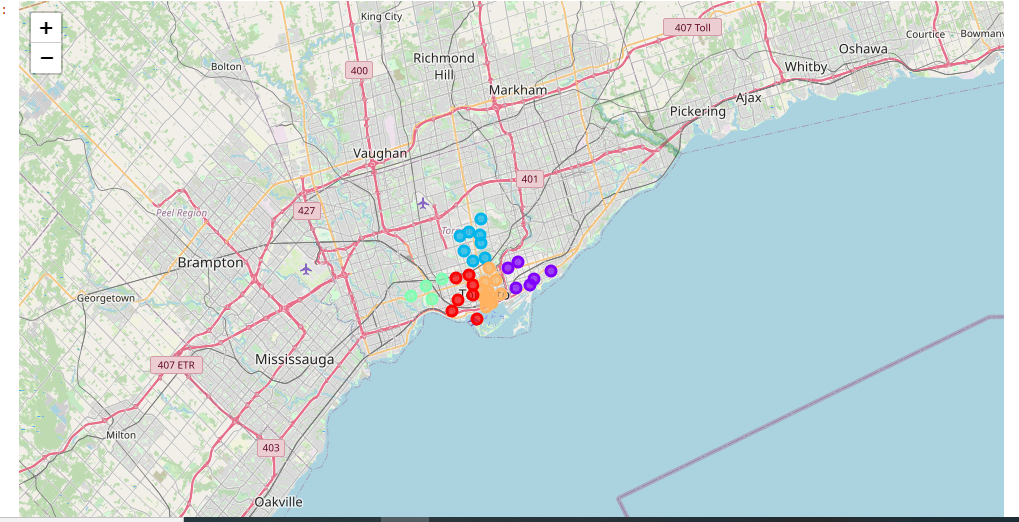 :
+
−
King City
407 Toll
Courtice
Bowmanv
Oshawa
Richmond
Hill
Bolton
400
Whitby
Markham
Ajax
Pickering
Vaughan
401
427
Peel Region
Brampton
Georgetown
Mississauga
407 ETR
Milton
403
Oakville